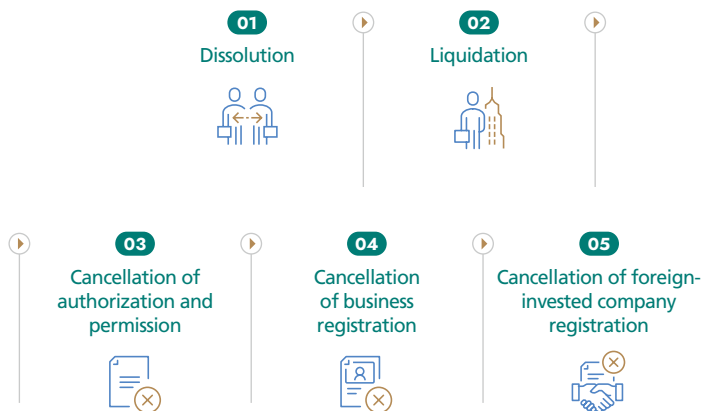 01
Dissolution
02
Liquidation
03
Cancellation of
authorization and
permission
04
Cancellation
of business
registration
05
Cancellation of foreign-
invested company
registration